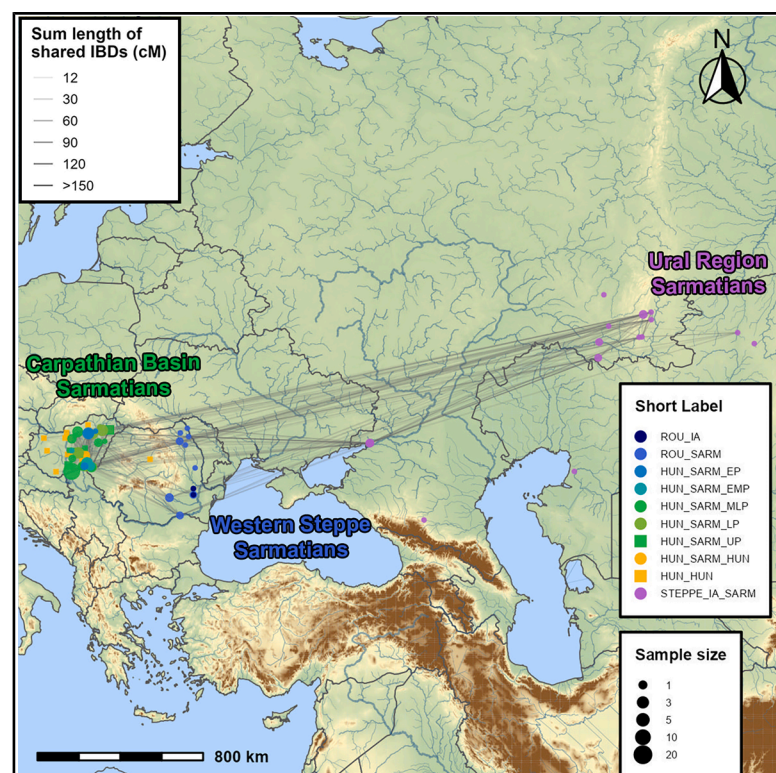 Sum length of
shared IBDs (cM)
12
30
60
90
120
>150
N
Ural Region
Sarmatians
Carpathian Basin
Sarmatians
Western Steppe
Sarmatians
Short Label
ROU_IA
ROU_SARM
HUN_SARM_EP
HUN_SARM_EMP
HUN_SARM_MLP
HUN_SARM_LP
HUN_SARM_UP
HUN_SARM_HUN
HUN_HUN
STEPPE_IA_SARM
Sample size
1
3
5
10
20
800 km